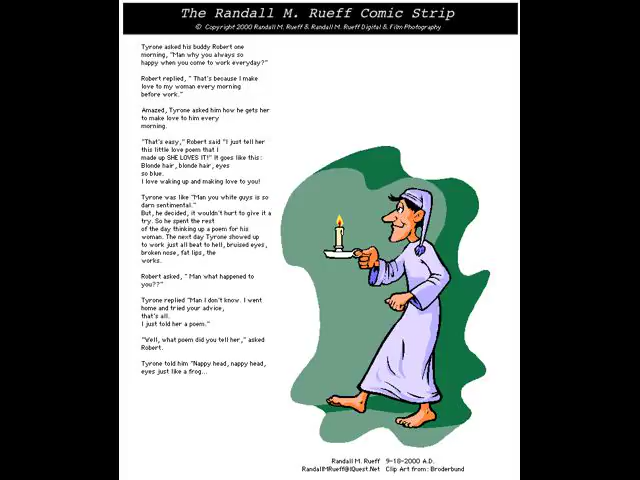 The Randall M. Rueff Comic Strip
© Copyright 2000 Randall M. Rueff & Randall M. Rueff Digital & Film Photography
Tyrone asked his buddy Robert one
morning, "Man why you always so
happy when you come to work everyday?"
Robert replied, " That's because I make
love to my woman every morning
before work."
Amazed, Tyrone asked him how he gets her
to make love to him every
morning.
"That's easy," Robert said "I just tell her
this little love poem that I
made up SHE LOVES IT!" It goes like this:
Blonde hair, blonde hair, eyes
so blue.
I love waking up and making love to you!
Tyrone was like "Man you white guys is so
darn sentimental."
But, he decided, it wouldn't hurt to give it a
try. So he spent the rest
of the day thinking up a poem for his
woman. The next day Tyrone showed up
to work just all beat to hell, bruised eyes,
broken nose, fat lips, the
works.
Robert asked, " Man what happened to
you??"
Tyrone replied "Man I don't know. I went
home and tried your advice,
that's all.
I just told her a poem."
"Well, what poem did you tell her," asked
Robert.
Tyrone told him "Nappy head, nappy head,
eyes just like a frog...
Randall M. Rueff 9-18-2000 A.D.
RandallMRueff@IQuest.Net Clip Art from: Broderbund